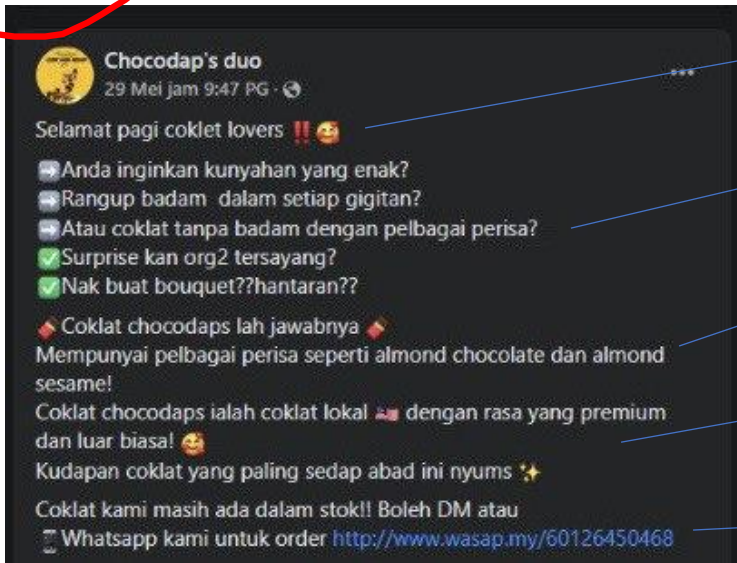 Chocodap's duo
29 Mei jam 9:47 PG ·
Selamat pagi coklet lovers ‼️🥰
➡️Anda inginkan kunyahan yang enak?
➡️Rangup badam dalam setiap gigitan?
➡️Atau coklat tanpa badam dengan pelbagai perisa?
✅Surprise kan org2 tersayang?
✅Nak buat bouquet??hantaran??
🍫Coklat chocodaps lah jawabnya 🍫
Mempunyai pelbagai perisa seperti almond chocolate dan almond
sesame!
Coklat chocodaps ialah coklat lokal 🇲🇾 dengan rasa yang premium
dan luar biasa! 🥰
Kudapan coklat yang paling sedap abad ini nyums ✨
Coklat kami masih ada dalam stok!! Boleh DM atau
📱Whatsapp kami untuk order http://www.wasap.my/60126450468